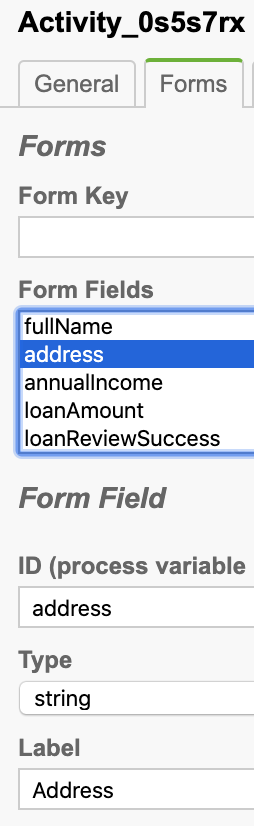 Activity_0s5s7rx
General
Forms
Forms
Form Key
Form Fields
fullName
address
annualIncome
loanAmount
loanReviewSuccess
Form Field
ID (process variable
address
Type
string
Label
Address